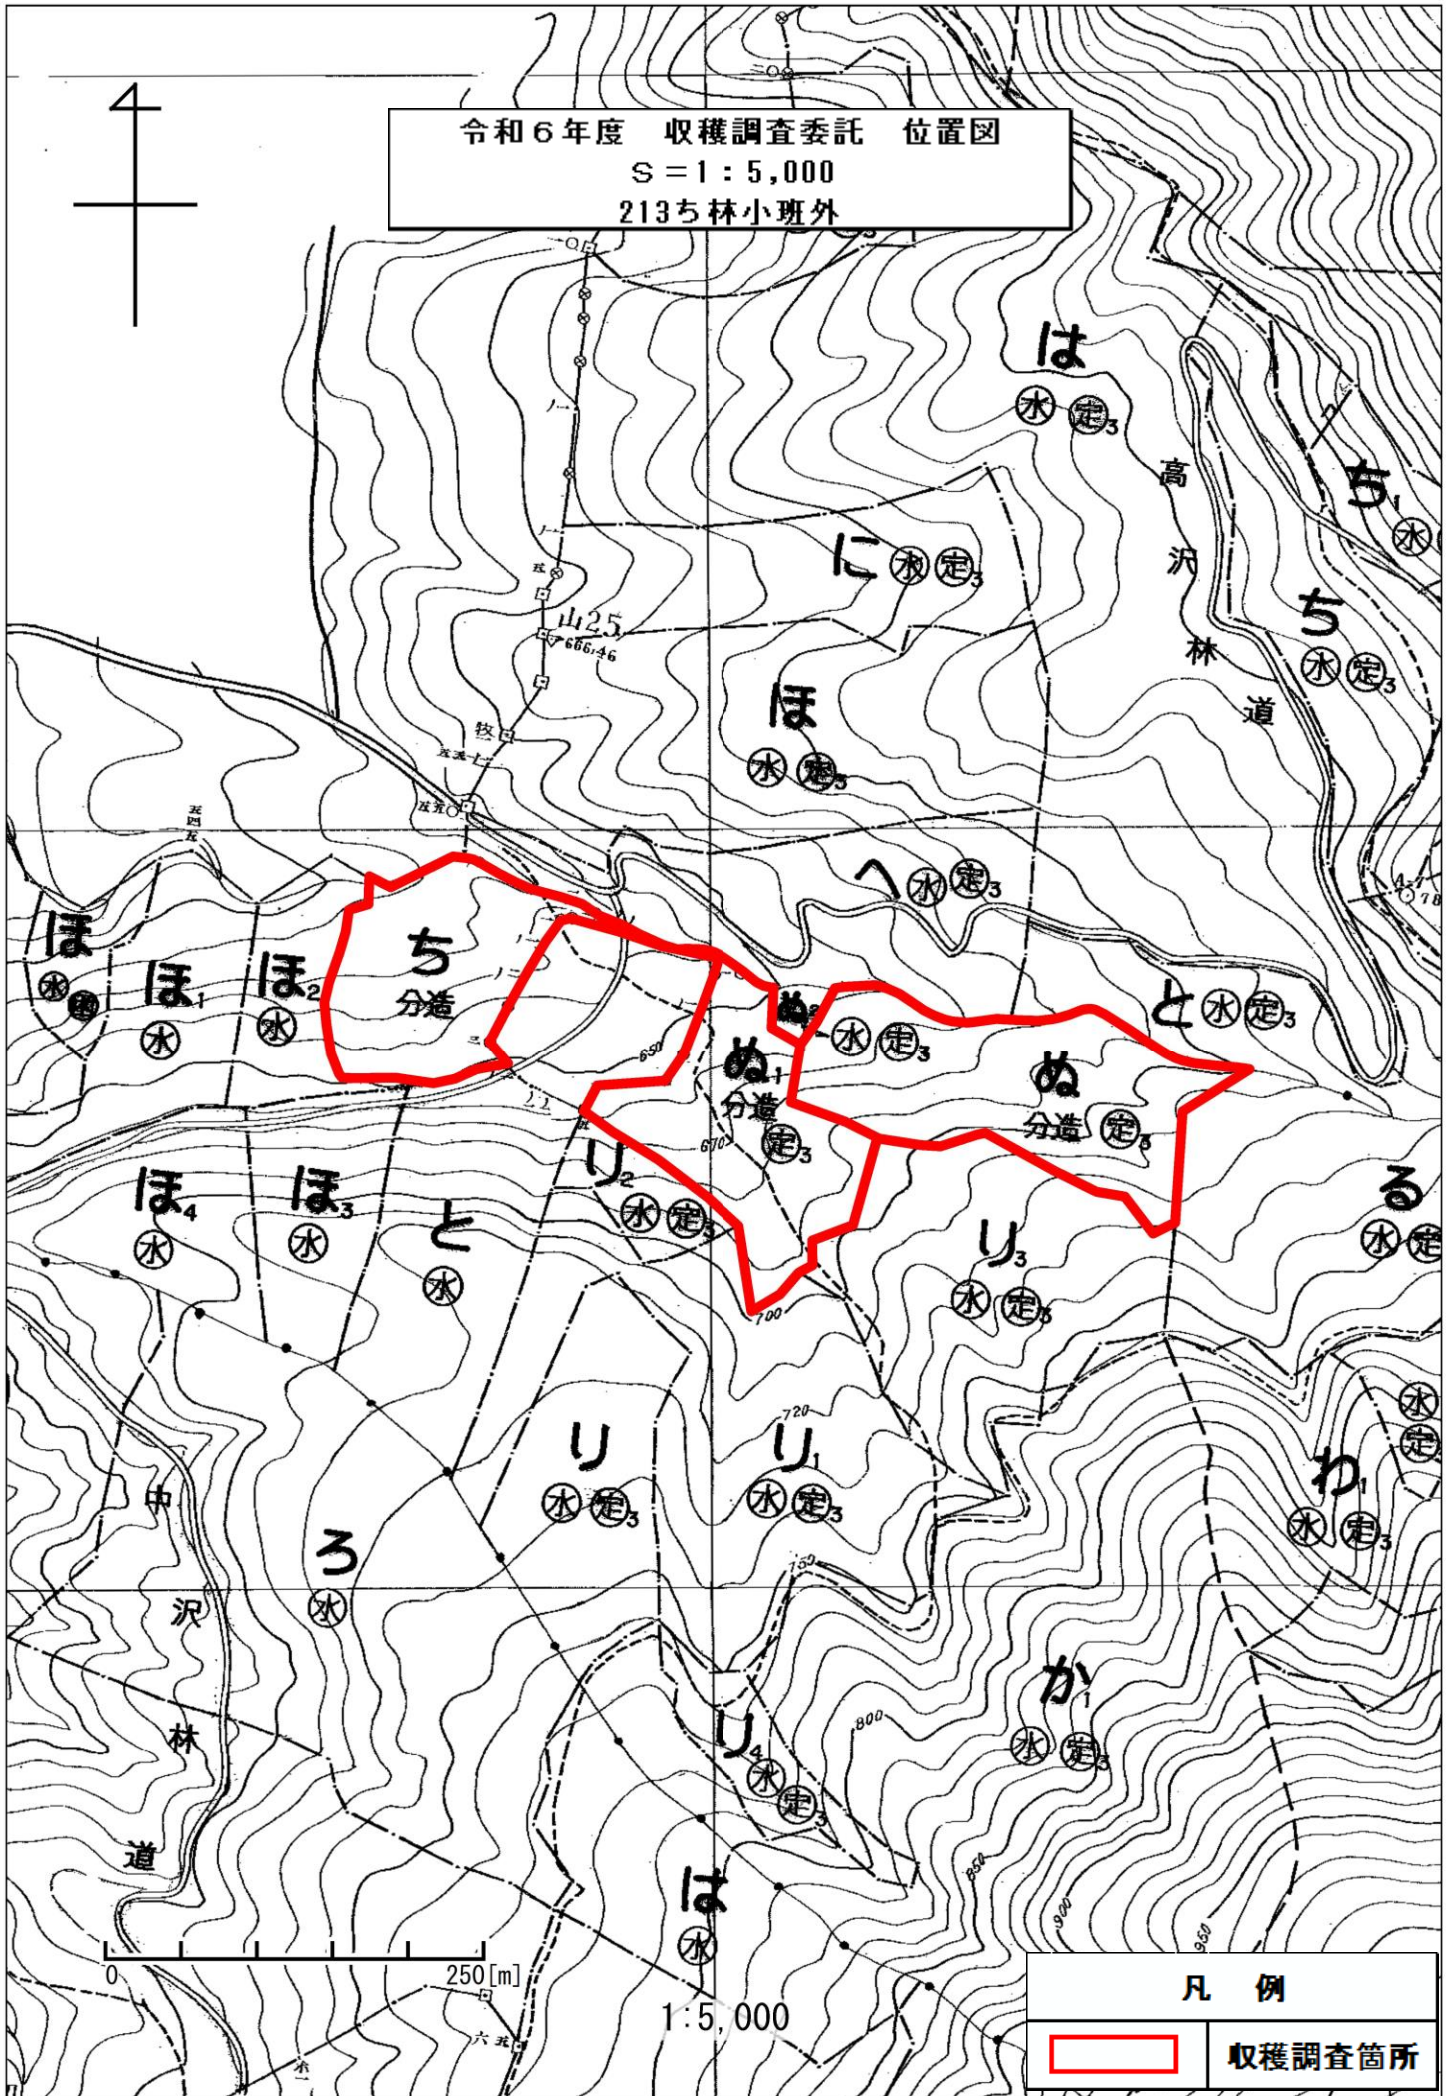 令和6年度 収穫調査委託 位置図
S=1:5,000
213ち林小班外
は
水 定3
高沢林道
ち1
水
に 水 定3
ち
水 定3
山25
666.46
ほ
水 定3
牧
五四五
へ 水 定3
ほ
水
ほ1
水
ほ2
水
ち
分造
ぬ2
水 定3
と 水 定3
650
ぬ1
分造
定3
670
ぬ
分造 定3
る
水 定
ほ4
水
ほ3
水
と
水
り2
水 定3
り3
水 定3
700
720
り
水 定3
り1
水 定3
わ1
水 定3
水
定
中沢林道
ろ
水
750
か1
水 定3
800
り4
水
定3
850
900
950
は
水
0
250[m]
1:5,000
六五
凡 例
収穫調査箇所